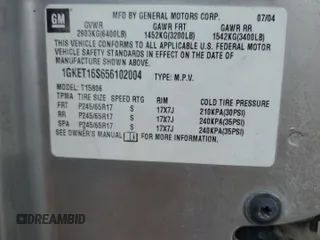 GM
MFD BY GENERAL MOTORS CORP. 07/04
GVWR GAWR FRT GAWR RR
2903KG(6400LB) 1452KG(3200LB) 1542KG(3400LB)
THIS VEHICLE CONFORMS TO ALL APPLICABLE U.S. FEDERAL MOTOR
VEHICLE SAFETY STANDARDS IN EFFECT ON THE DATE OF
MANUFACTURE SHOWN ABOVE.
1GKET16S656102004 TYPE: M.P.V.
MODEL: T15806
TPMA TIRE SIZE SPEED RTG RIM COLD TIRE PRESSURE
FRT P245/65R17 S 17X7J 210KPA(30PSI)
RR P245/65R17 S 17X7J 240KPA(35PSI)
SPA P245/65R17 S 17X7J 240KPA(35PSI)
SEE OWNER'S MANUAL
AUTOBIDMASTER
DREAMBID